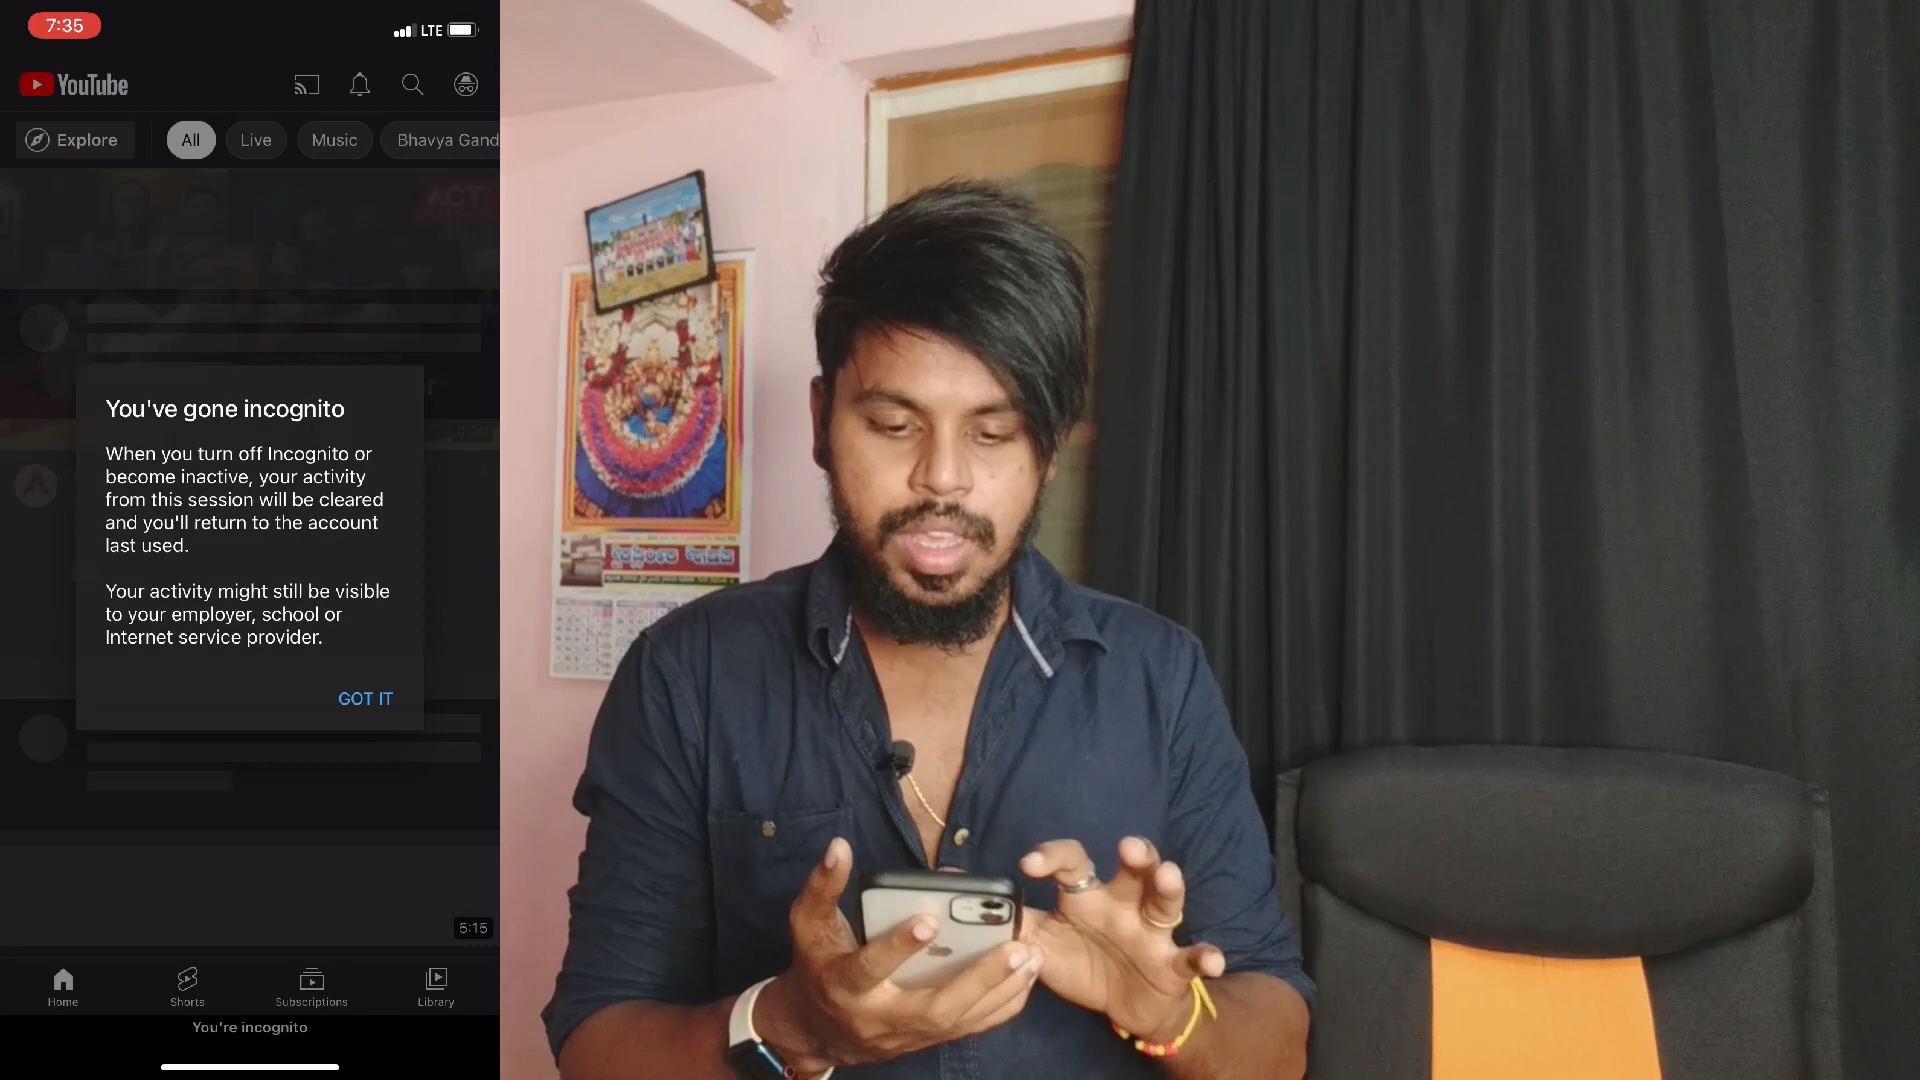 7:35
LTE
YouTube
Explore
All
Live
Music
Bhavya Gand
ACT
You've gone incognito
When you turn off Incognito or
become inactive, your activity
from this session will be cleared
and you'll return to the account
last used.
Your activity might still be visible
to your employer, school or
Internet service provider.
GOT IT
5:15
Home
Shorts
Subscriptions
Library
You're incognito